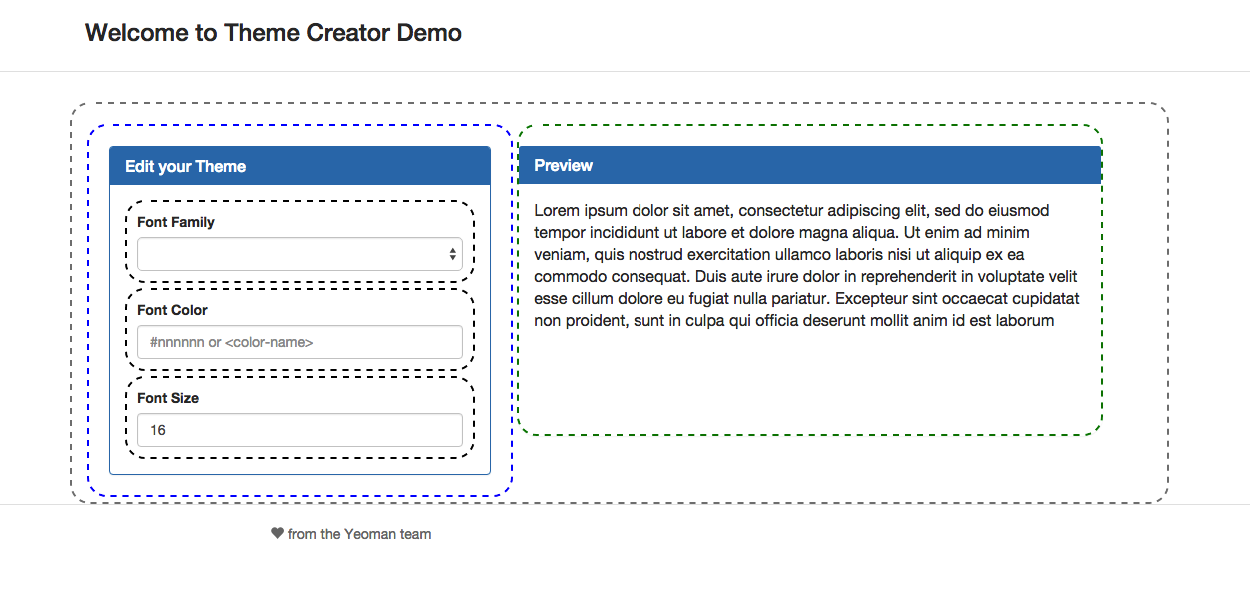 Welcome to Theme Creator Demo
Edit your Theme
Font Family
Font Color
#nnnnnn or <color-name>
Font Size
16
Preview
Lorem ipsum dolor sit amet, consectetur adipiscing elit, sed do eiusmod
tempor incididunt ut labore et dolore magna aliqua. Ut enim ad minim
veniam, quis nostrud exercitation ullamco laboris nisi ut aliquip ex ea
commodo consequat. Duis aute irure dolor in reprehenderit in voluptate velit
esse cillum dolore eu fugiat nulla pariatur. Excepteur sint occaecat cupidatat
non proident, sunt in culpa qui officia deserunt mollit anim id est laborum
♥ from the Yeoman team